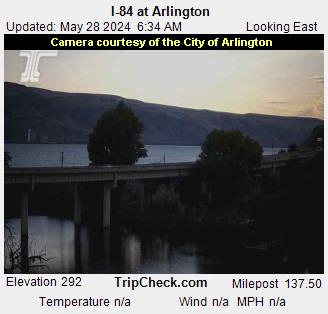 I-84 at Arlington
Updated: May 28 2024 6:34 AM Looking East
Camera courtesy of the City of Arlington
Elevation 292 TripCheck.com Milepost 137.50
Temperature n/a Wind n/a MPH n/a